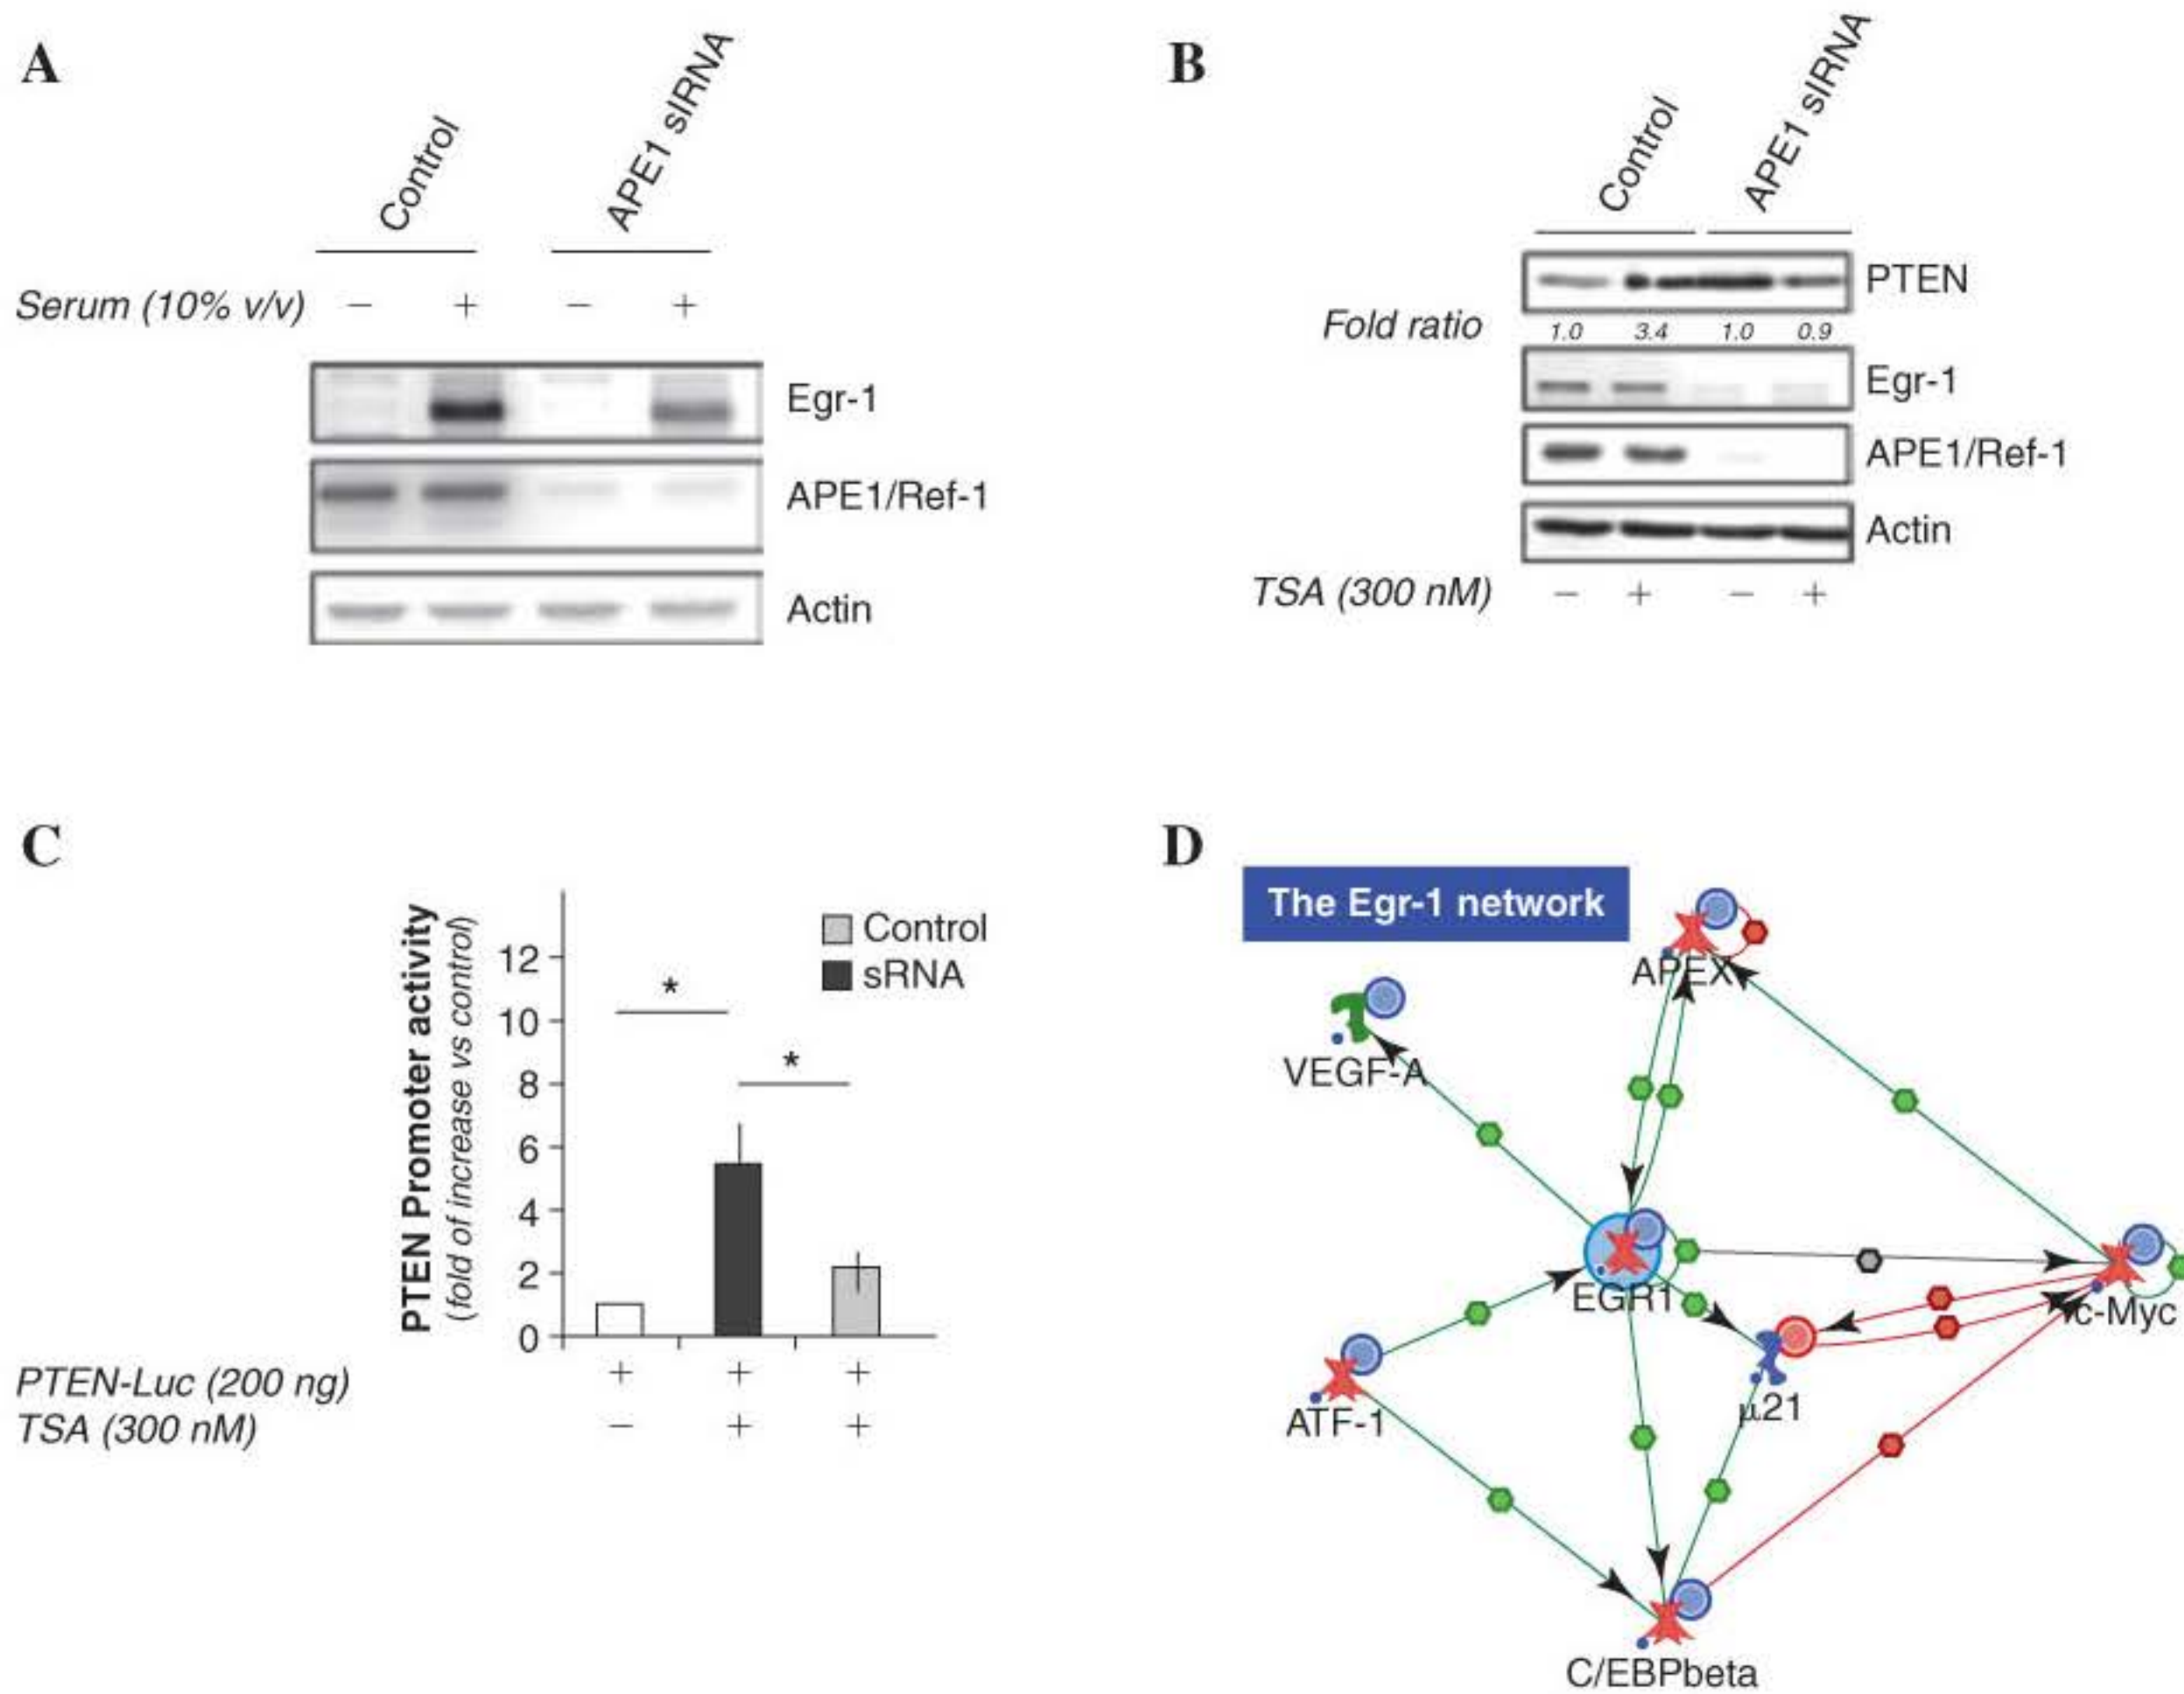 A
Control
APE1 sIRNA
Serum (10% v/v)
− + − +
Egr-1
APE1/Ref-1
Actin
B
Control
APE1 sIRNA
PTEN
Fold ratio
1.0 3.4 1.0 0.9
Egr-1
APE1/Ref-1
Actin
TSA (300 nM)
− + − +
C
PTEN Promoter activity
(fold of increase vs control)
12
10
8
6
4
2
0
Control
sRNA
*
*
PTEN-Luc (200 ng)
+ + +
TSA (300 nM)
− + +
D
The Egr-1 network
APEX
VEGF-A
EGR1
c-Myc
ATF-1
μ21
C/EBPbeta